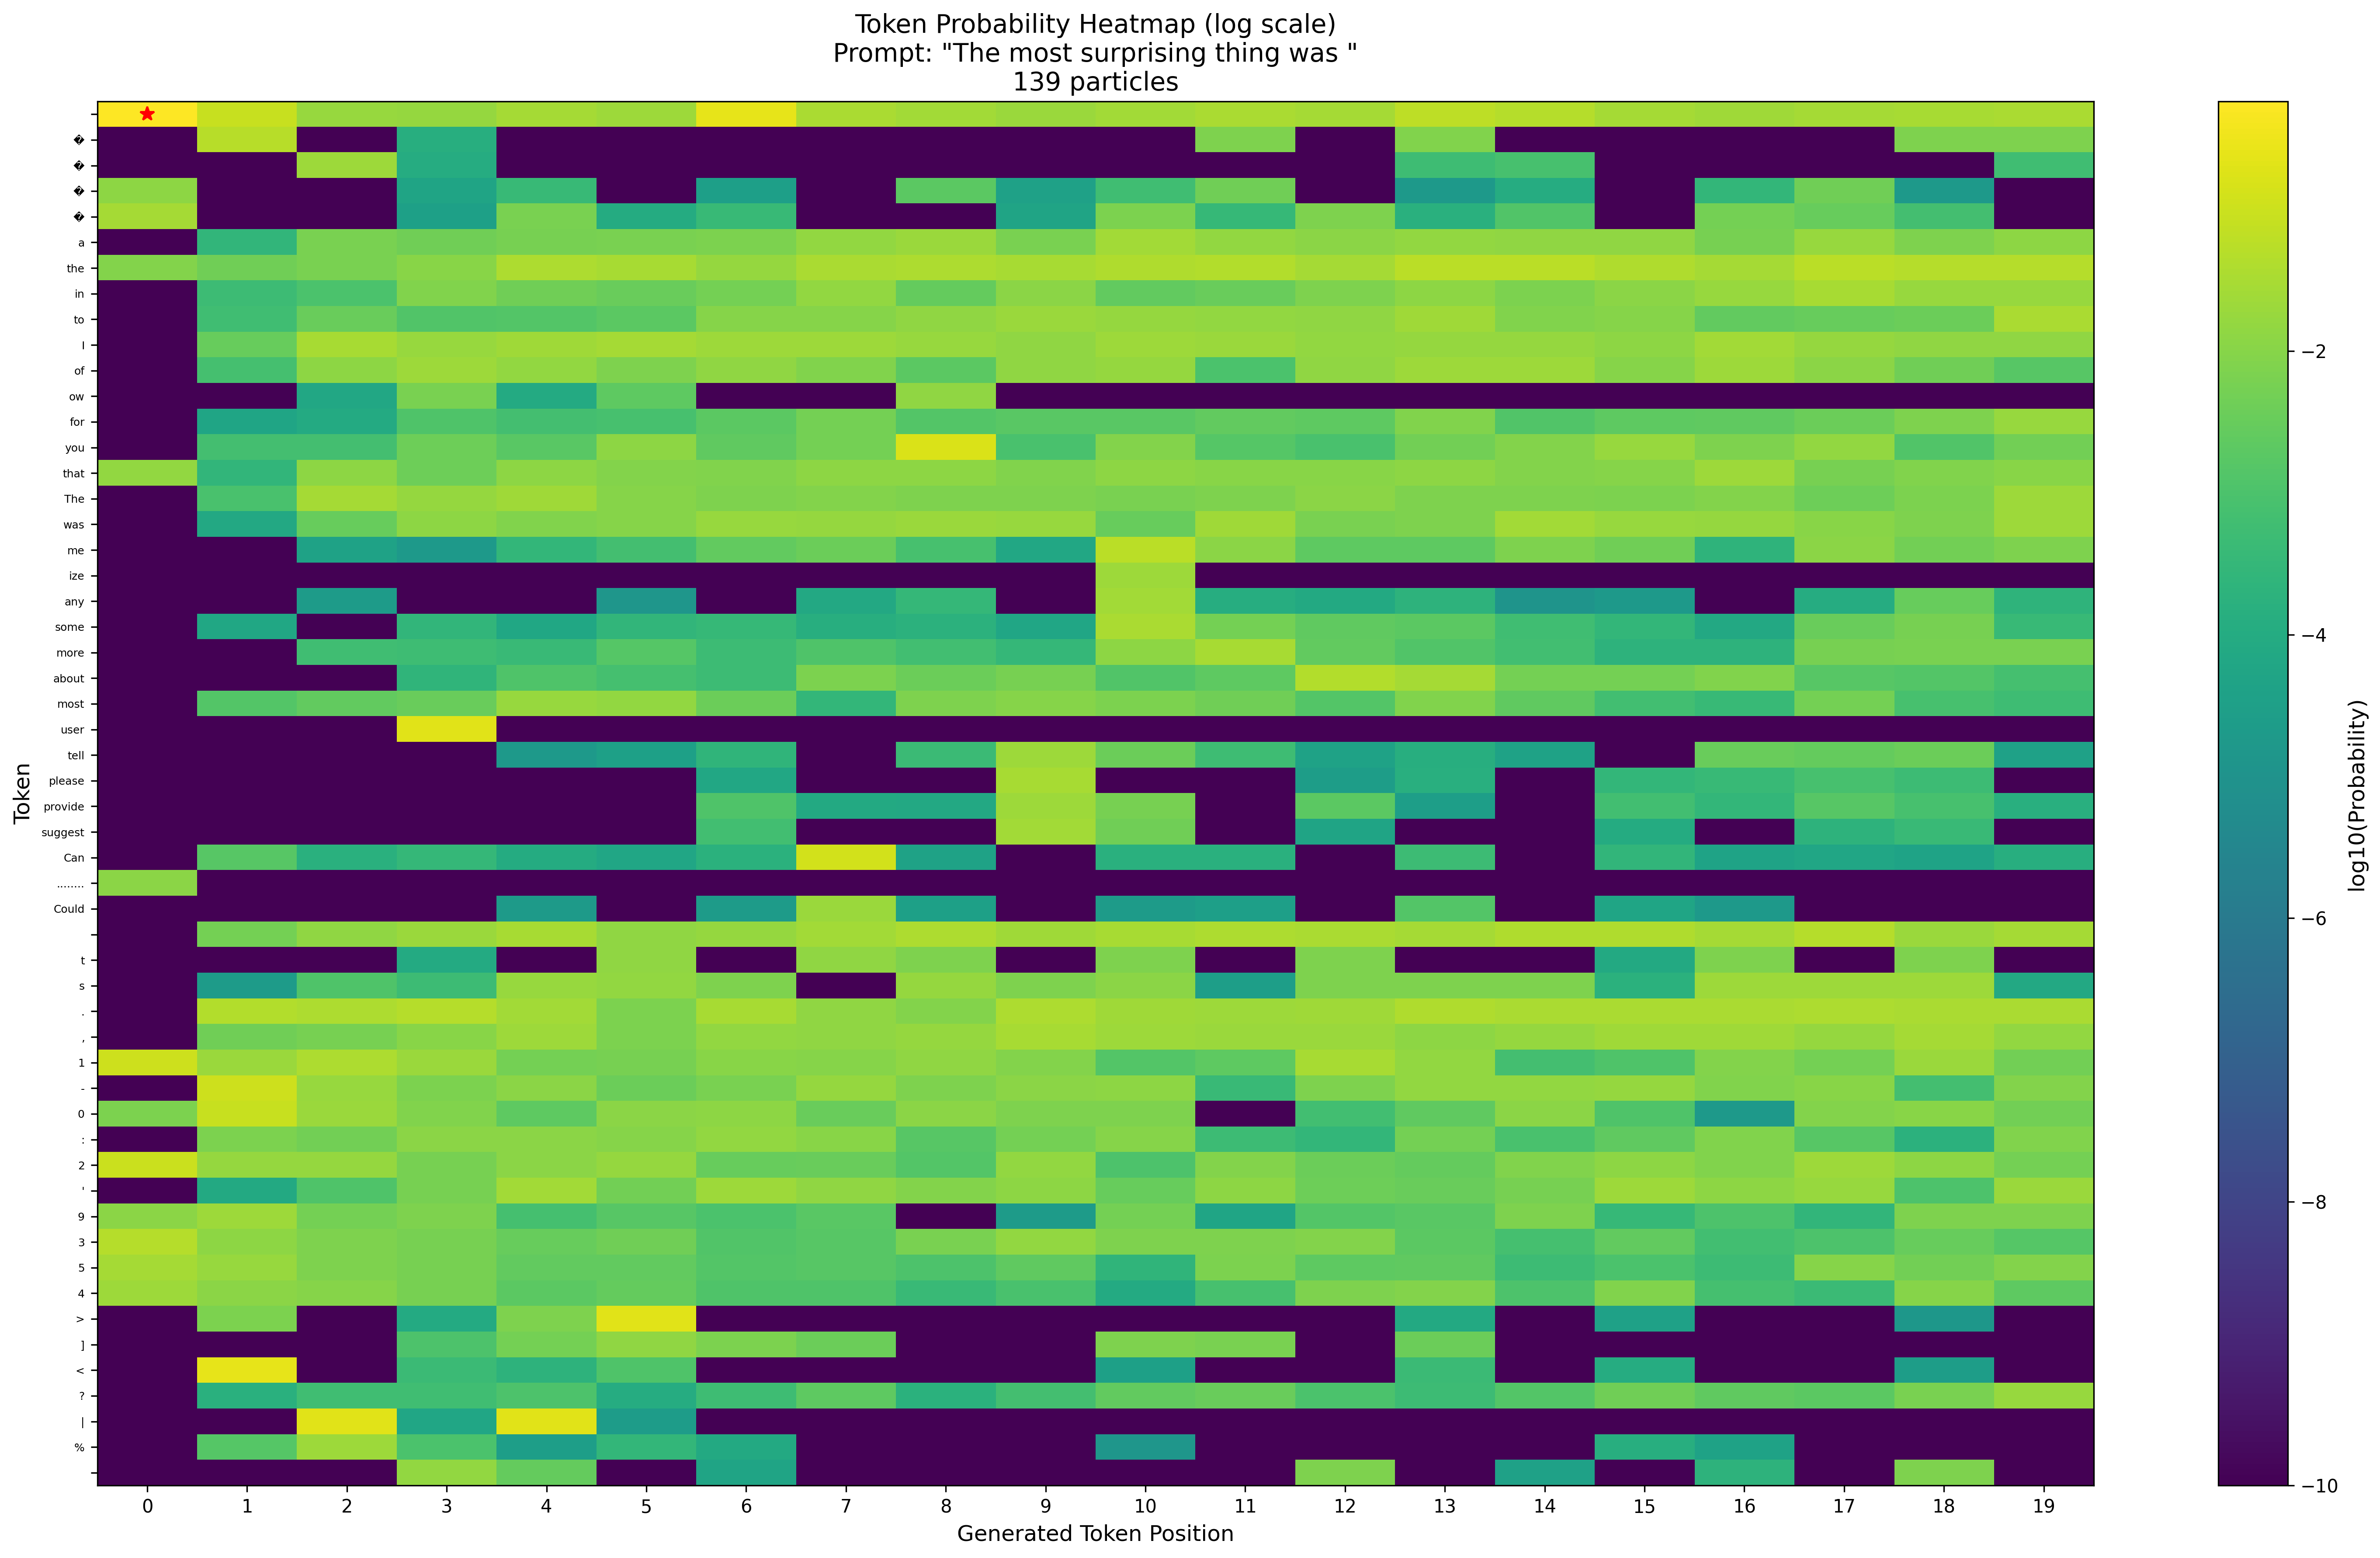 Token Probability Heatmap (log scale)
Prompt: "The most surprising thing was "
139 particles
�
�
�
�
a
the
in
to
I
of
ow
for
you
that
The
was
me
ize
any
some
more
about
most
user
tell
please
provide
suggest
Can
........
Could
t
s
.
,
1
-
0
:
2
'
9
3
5
4
>
]
<
?
|
%
Token
0 1 2 3 4 5 6 7 8 9 10 11 12 13 14 15 16 17 18 19
Generated Token Position
−2
−4
−6
−8
−10
log10(Probability)